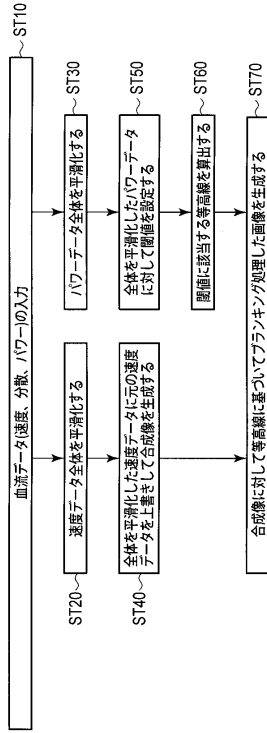 血流データ(速度、分散、パワー)の入力
ST10
速度データ全体を平滑化する
ST20
パワーデータ全体を平滑化する
ST30
全体を平滑化した速度データに元の速度
データを上書きして合成像を生成する
ST40
全体を平滑化したパワーデータ
に対して閾値を設定する
ST50
閾値に該当する等高線を算出する
ST60
合成像に対して等高線に基づいてブランキング処理した画像を生成する
ST70